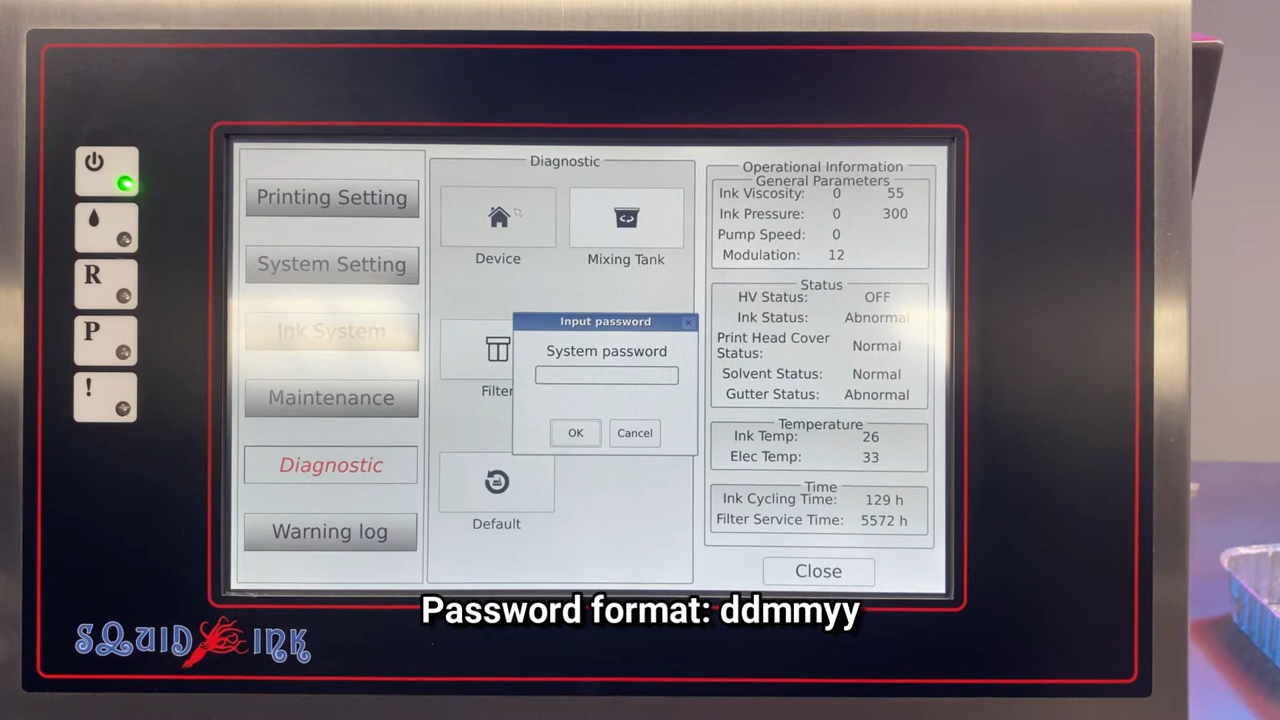 Printing Setting
System Setting
Ink System
Maintenance
Diagnostic
Warning log
R
P
!
Diagnostic
Device
Mixing Tank
Filter
Default
Input password
System password
OK
Cancel
Operational Information
General Parameters
Ink Viscosity: 0 55
Ink Pressure: 0 300
Pump Speed: 0
Modulation: 12
Status
HV Status: OFF
Ink Status: Abnormal
Print Head Cover
Status: Normal
Solvent Status: Normal
Gutter Status: Abnormal
Temperature
Ink Temp: 26
Elec Temp: 33
Time
Ink Cycling Time: 129 h
Filter Service Time: 5572 h
Close
Password format: ddmmyy
SQUID INK